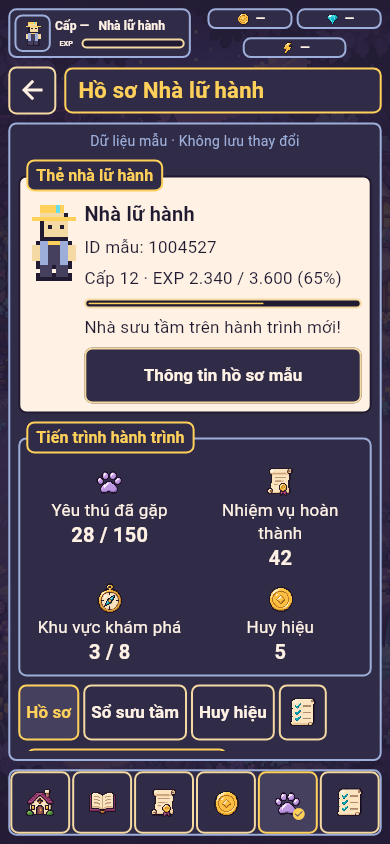 Cấp — Nhà lữ hành
EXP
—
—
—
Hồ sơ Nhà lữ hành
Dữ liệu mẫu · Không lưu thay đổi
Thẻ nhà lữ hành
Nhà lữ hành
ID mẫu: 1004527
Cấp 12 · EXP 2.340 / 3.600 (65%)
Nhà sưu tầm trên hành trình mới!
Thông tin hồ sơ mẫu
Tiến trình hành trình
Yêu thú đã gặp
28 / 150
Nhiệm vụ hoàn
thành
42
Khu vực khám phá
3 / 8
Huy hiệu
5
Hồ sơ
Sổ sưu tầm
Huy hiệu